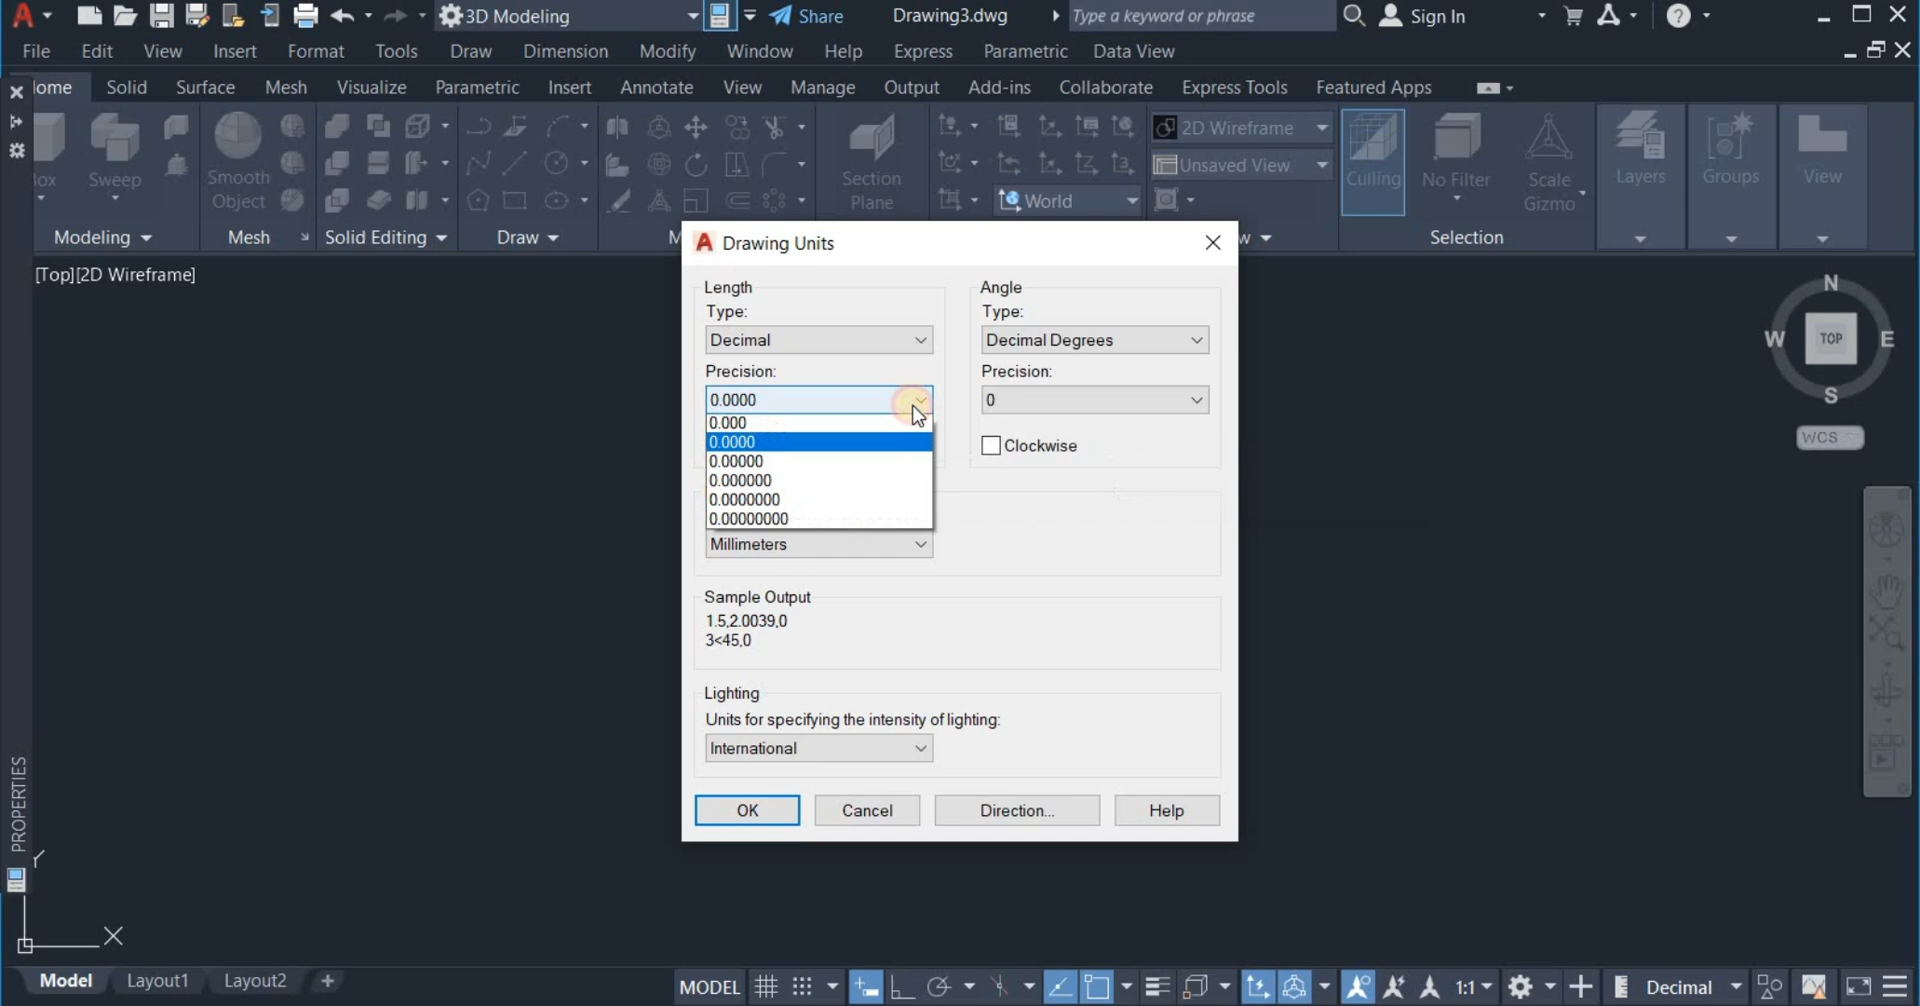 3D Modeling Share Drawing3.dwg Type a keyword or phrase Sign In
File Edit View Insert Format Tools Draw Dimension Modify Window Help Express Parametric Data View
ome Solid Surface Mesh Visualize Parametric Insert Annotate View Manage Output Add-ins Collaborate Express Tools Featured Apps
2D Wireframe
Unsaved View
World
ox Sweep Smooth Object Section Plane Culling No Filter Scale Gizmo Layers Groups View
Modeling Mesh Solid Editing Draw M w Selection
[Top][2D Wireframe]
Drawing Units
Length
Type:
Decimal
Precision:
0.0000
0.000
0.0000
0.00000
0.000000
0.0000000
0.00000000
Millimeters
Angle
Type:
Decimal Degrees
Precision:
0
Clockwise
Sample Output
1.5,2.0039,0
3<45,0
Lighting
Units for specifying the intensity of lighting:
International
OK Cancel Direction... Help
N
W TOP E
S
WCS
PROPERTIES
Y
X
Model Layout1 Layout2 +
MODEL 1:1 Decimal